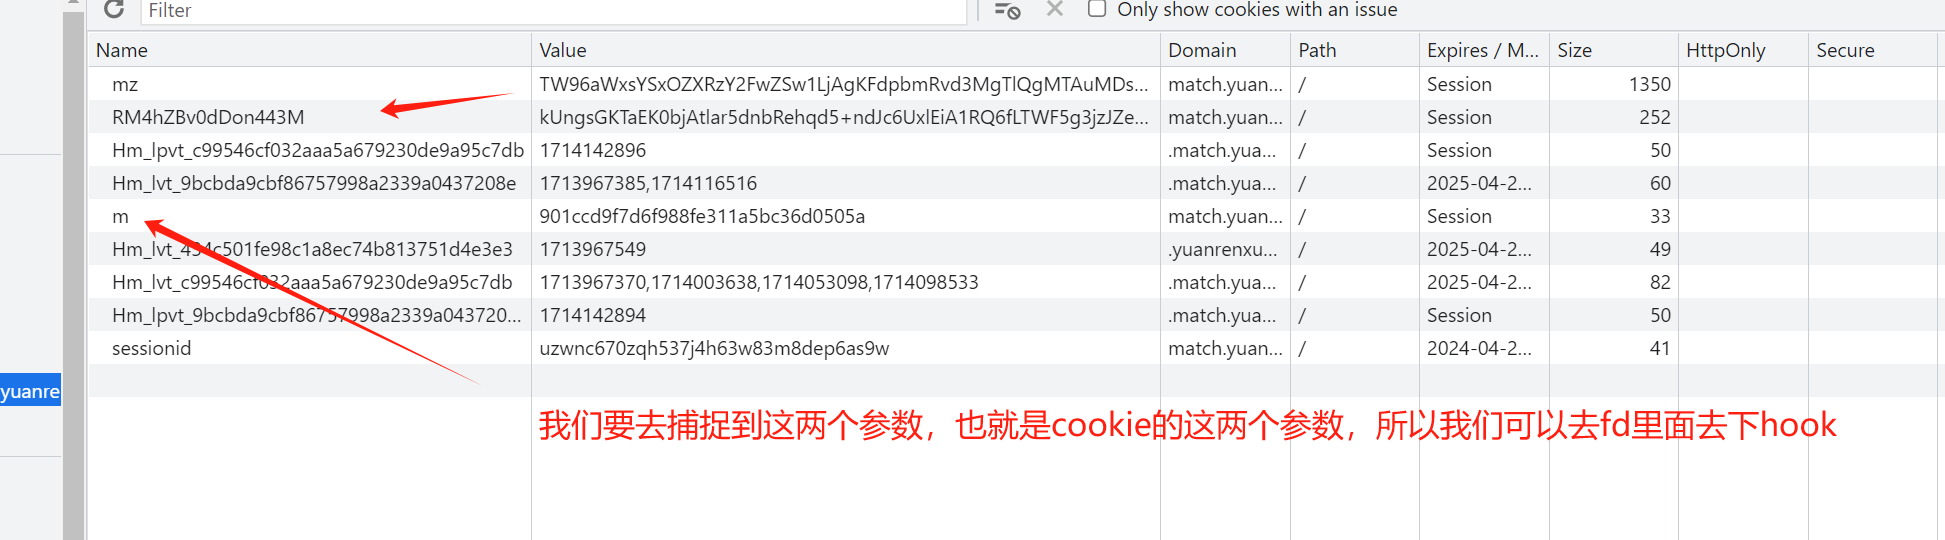 Filter
Only show cookies with an issue
Name Value Domain Path Expires / M... Size HttpOnly Secure
mz TW96aWxsYSxOZXRzY2FwZSw1LjAgKFdpbmRvd3MgTlQgMTAuMDs... match.yuan... / Session 1350
RM4hZBv0dDon443M kUngsGKTaEK0bjAtlar5dnbRehqd5+ndJc6UxlEiA1RQ6fLTWF5g3jzJZe... match.yuan... / Session 252
Hm_lpvt_c99546cf032aaa5a679230de9a95c7db 1714142896 .match.yua... / Session 50
Hm_lvt_9bcbda9cbf86757998a2339a0437208e 1713967385,1714116516 .match.yua... / 2025-04-2... 60
m 901ccd9f7d6f988fe311a5bc36d0505a match.yuan... / Session 33
Hm_lvt_434c501fe98c1a8ec74b813751d4e3e3 1713967549 .yuanrenxu... / 2025-04-2... 49
Hm_lvt_c99546cf032aaa5a679230de9a95c7db 1713967370,1714003638,1714053098,1714098533 .match.yua... / 2025-04-2... 82
Hm_lpvt_9bcbda9cbf86757998a2339a043720... 1714142894 .match.yua... / Session 50
sessionid uzwnc670zqh537j4h63w83m8dep6as9w match.yuan... / 2024-04-2... 41
yuanre
我们要去捕捉到这两个参数，也就是cookie的这两个参数，所以我们可以去fd里面去下hook